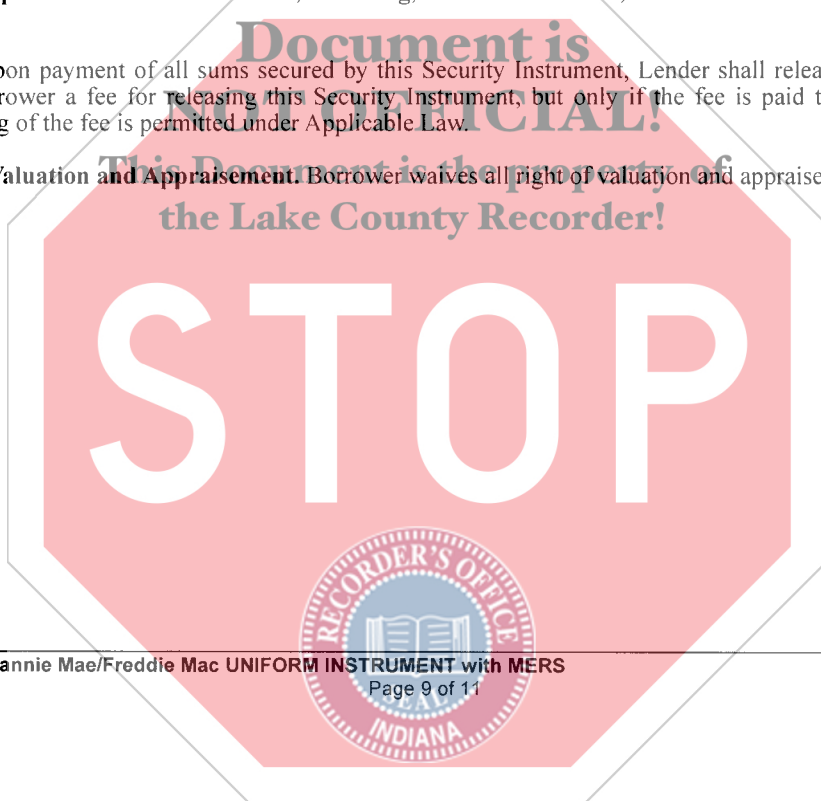 Document is
pon payment of all sums secured by this Security Instrument, Lender shall relea
rower a fee for releasing this Security Instrument, but only if the fee is paid t
NOT OFFICIAL!
g of the fee is permitted under Applicable Law.
This Document is the property of
Valuation and Appraisement. Borrower waives all right of valuation and appraise
the Lake County Recorder!
STOP
RECORDER'S OFFICE
annie Mae/Freddie Mac UNIFORM INSTRUMENT with MERS
Page 9 of 11
SEAL
INDIANA